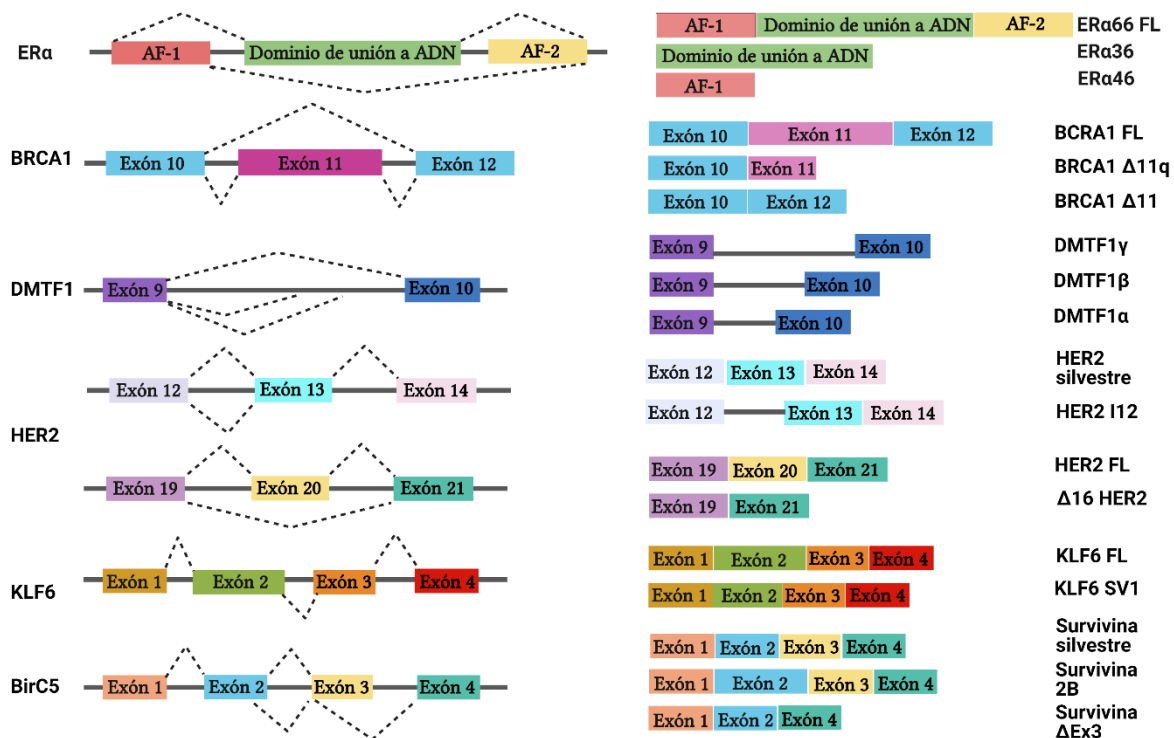 ERα
AF-1
Dominio de unión a ADN
AF-2
AF-1
Dominio de unión a ADN
AF-2
ERα66 FL
Dominio de unión a ADN
ERα36
AF-1
ERα46
BRCA1
Exón 10
Exón 11
Exón 12
Exón 10
Exón 11
Exón 12
BCRA1 FL
Exón 10
Exón 11
BRCA1 Δ11q
Exón 10
Exón 12
BRCA1 Δ11
DMTF1
Exón 9
Exón 10
Exón 9
Exón 10
DMTF1γ
Exón 9
Exón 10
DMTF1β
Exón 9
Exón 10
DMTF1α
HER2
Exón 12
Exón 13
Exón 14
Exón 12
Exón 13
Exón 14
HER2
silvestre
Exón 12
Exón 13
Exón 14
HER2 I12
Exón 19
Exón 20
Exón 21
Exón 19
Exón 20
Exón 21
HER2 FL
Exón 19
Exón 21
Δ16 HER2
KLF6
Exón 1
Exón 2
Exón 3
Exón 4
Exón 1
Exón 2
Exón 3
Exón 4
KLF6 FL
Exón 1
Exón 2
Exón 3
Exón 4
KLF6 SV1
BirC5
Exón 1
Exón 2
Exón 3
Exón 4
Exón 1
Exón 2
Exón 3
Exón 4
Survivina
silvestre
Exón 1
Exón 2
Exón 3
Exón 4
Survivina
2B
Exón 1
Exón 2
Exón 4
Survivina
ΔEx3